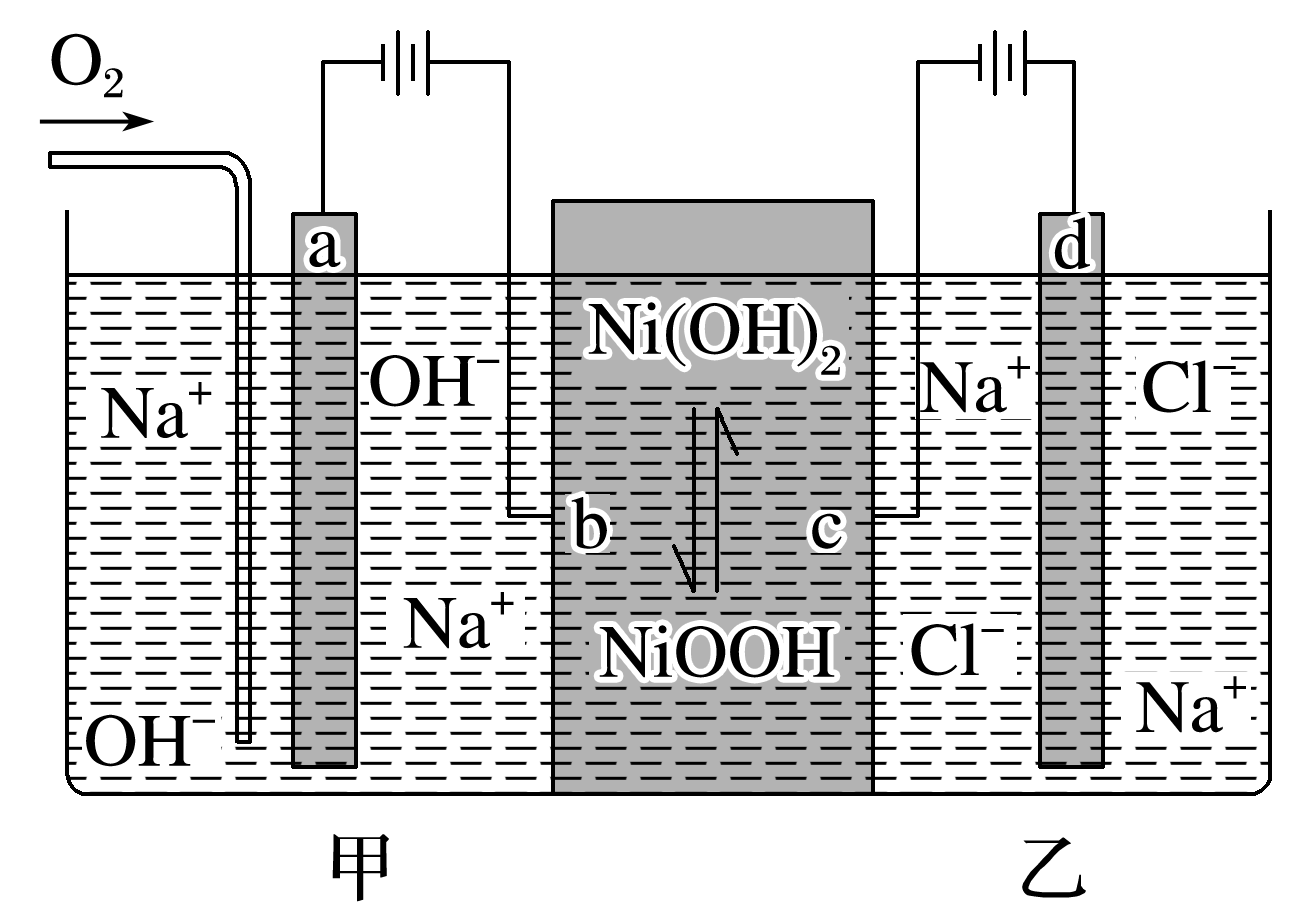 O₂
a
d
Ni(OH)₂
OH⁻
Na⁺
Cl⁻
Na⁺
b
c
Na⁺
NiOOH
Cl⁻
Na⁺
OH⁻
甲
乙